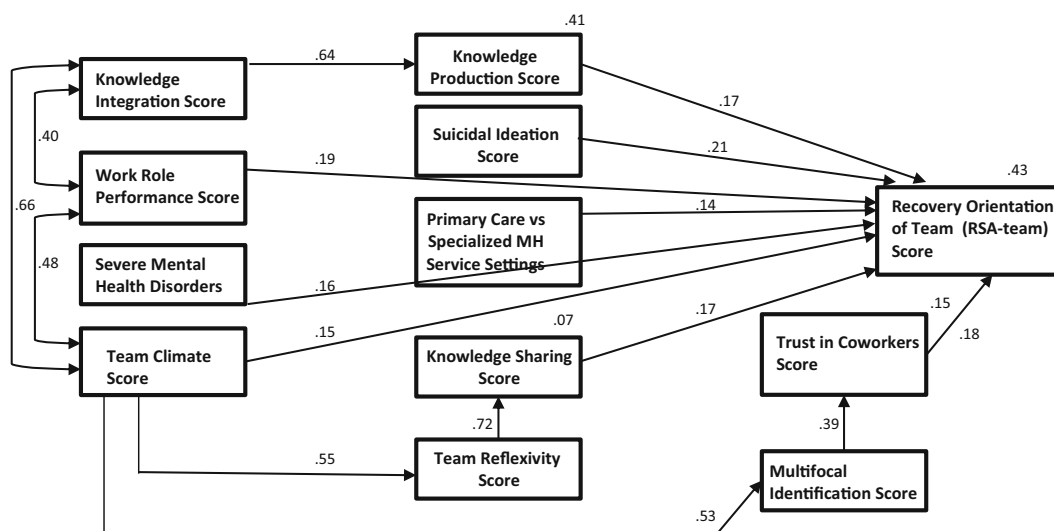 .41
Knowledge
Integration Score
.64
Knowledge
Production Score
.17
.40
Suicidal Ideation
Score
.21
Work Role
Performance Score
.19
.43
.66
Primary Care vs
Specialized MH
Service Settings
.14
Recovery Orientation
of Team (RSA-team)
Score
.48
Severe Mental
Health Disorders
.16
.15
.07
.17
.15
Team Climate
Score
Knowledge Sharing
Score
Trust in Coworkers
Score
.18
.72
.39
.55
Team Reflexivity
Score
Multifocal
Identification Score
.53